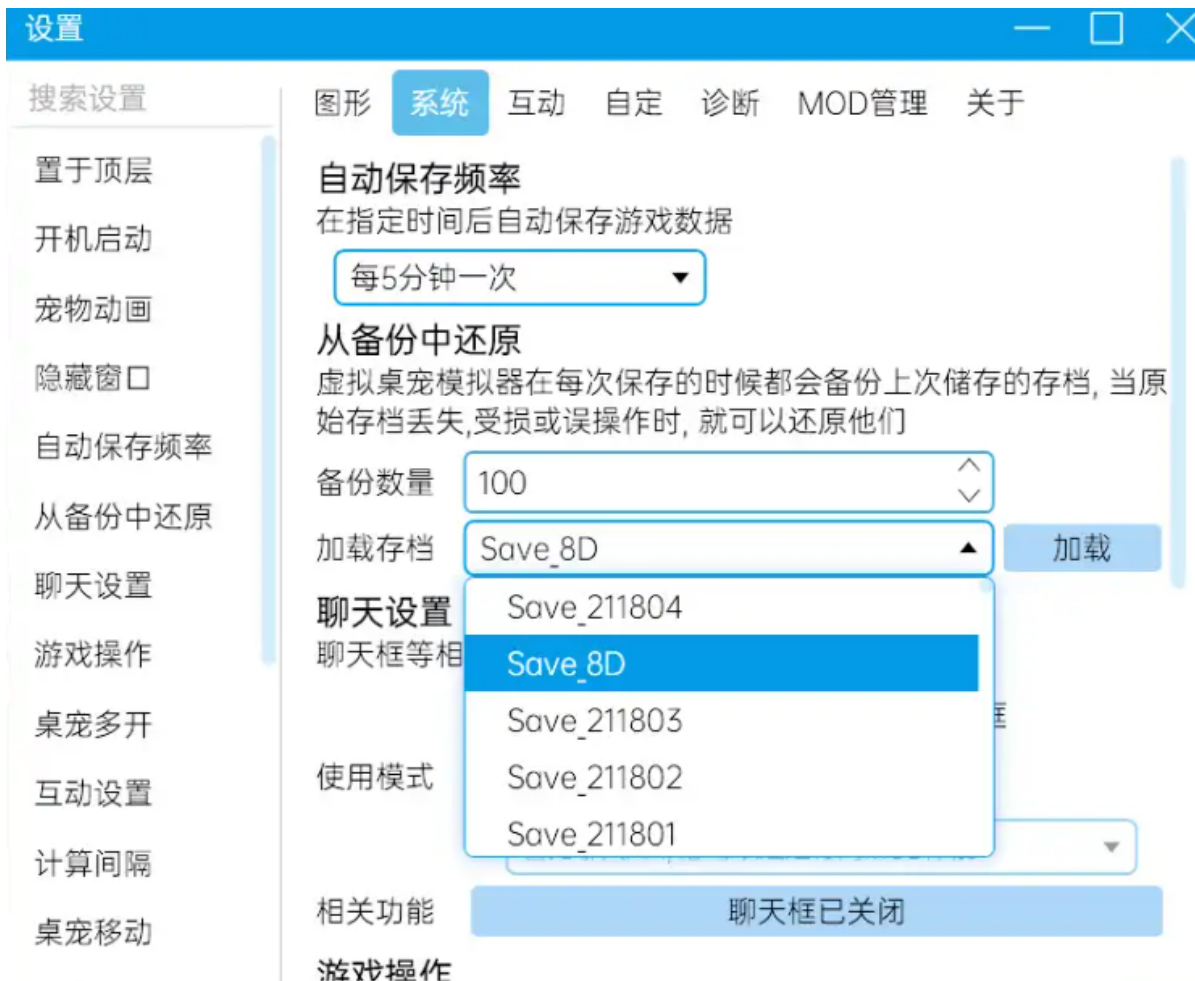 设置
搜索设置
置于顶层
开机启动
宠物动画
隐藏窗口
自动保存频率
从备份中还原
聊天设置
游戏操作
桌宠多开
互动设置
计算间隔
桌宠移动
图形 系统 互动 自定 诊断 MOD管理 关于
自动保存频率
在指定时间后自动保存游戏数据
每5分钟一次
从备份中还原
虚拟桌宠模拟器在每次保存的时候都会备份上次储存的存档, 当原
始存档丢失,受损或误操作时, 就可以还原他们
备份数量 100
加载存档 Save_8D 加载
Save_211804
Save_8D
Save_211803
Save_211802
Save_211801
聊天设置
聊天框等相
使用模式
相关功能 聊天框已关闭
游戏操作